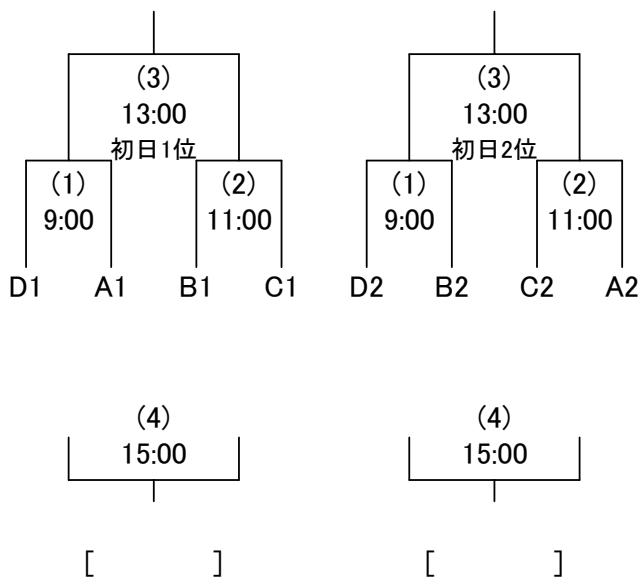 (3) (3)
13:00 13:00
初日1位 初日2位
(1) (2) (1) (2)
9:00 11:00 9:00 11:00
D1 A1 B1 C1 D2 B2 C2 A2
(4) (4)
15:00 15:00
[ ] [ ]